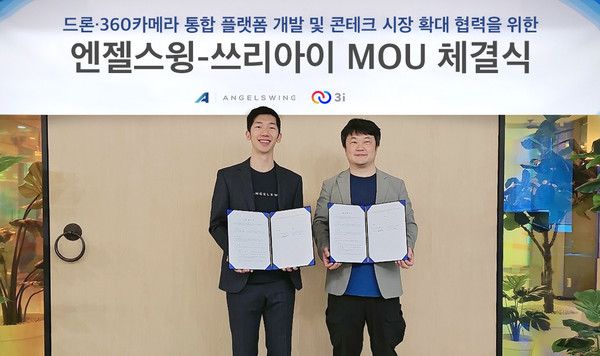 드론·360카메라 통합 플랫폼 개발 및 콘테크 시장 확대 협력을 위한
엔젤스윙-쓰리아이 MOU 체결식
ANGELSWING 3i